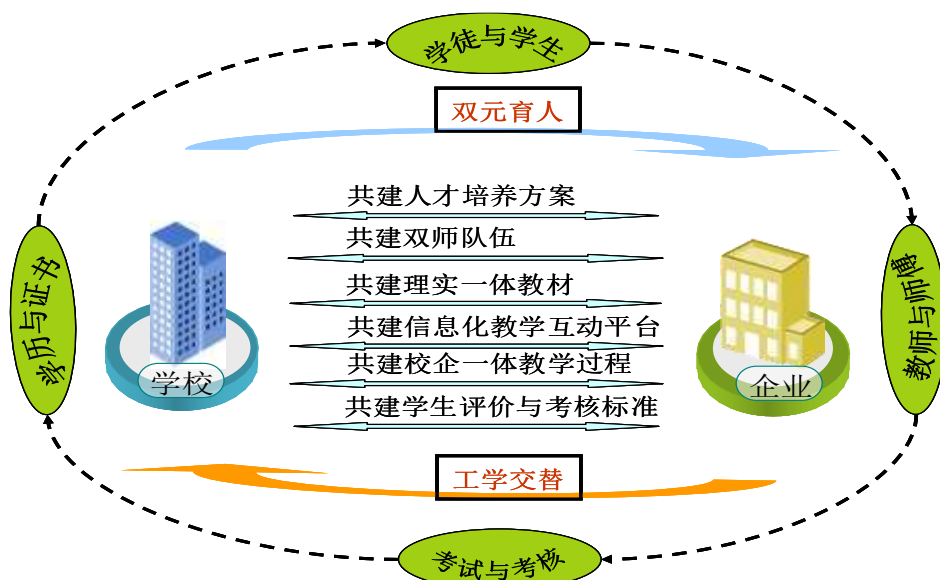 学徒与学生
双元育人
共建人才培养方案
共建双师队伍
共建理实一体教材
共建信息化教学互动平台
共建校企一体教学过程
共建学生评价与考核标准
学历与证书
学校
企业
教师与师傅
工学交替
考试与考核